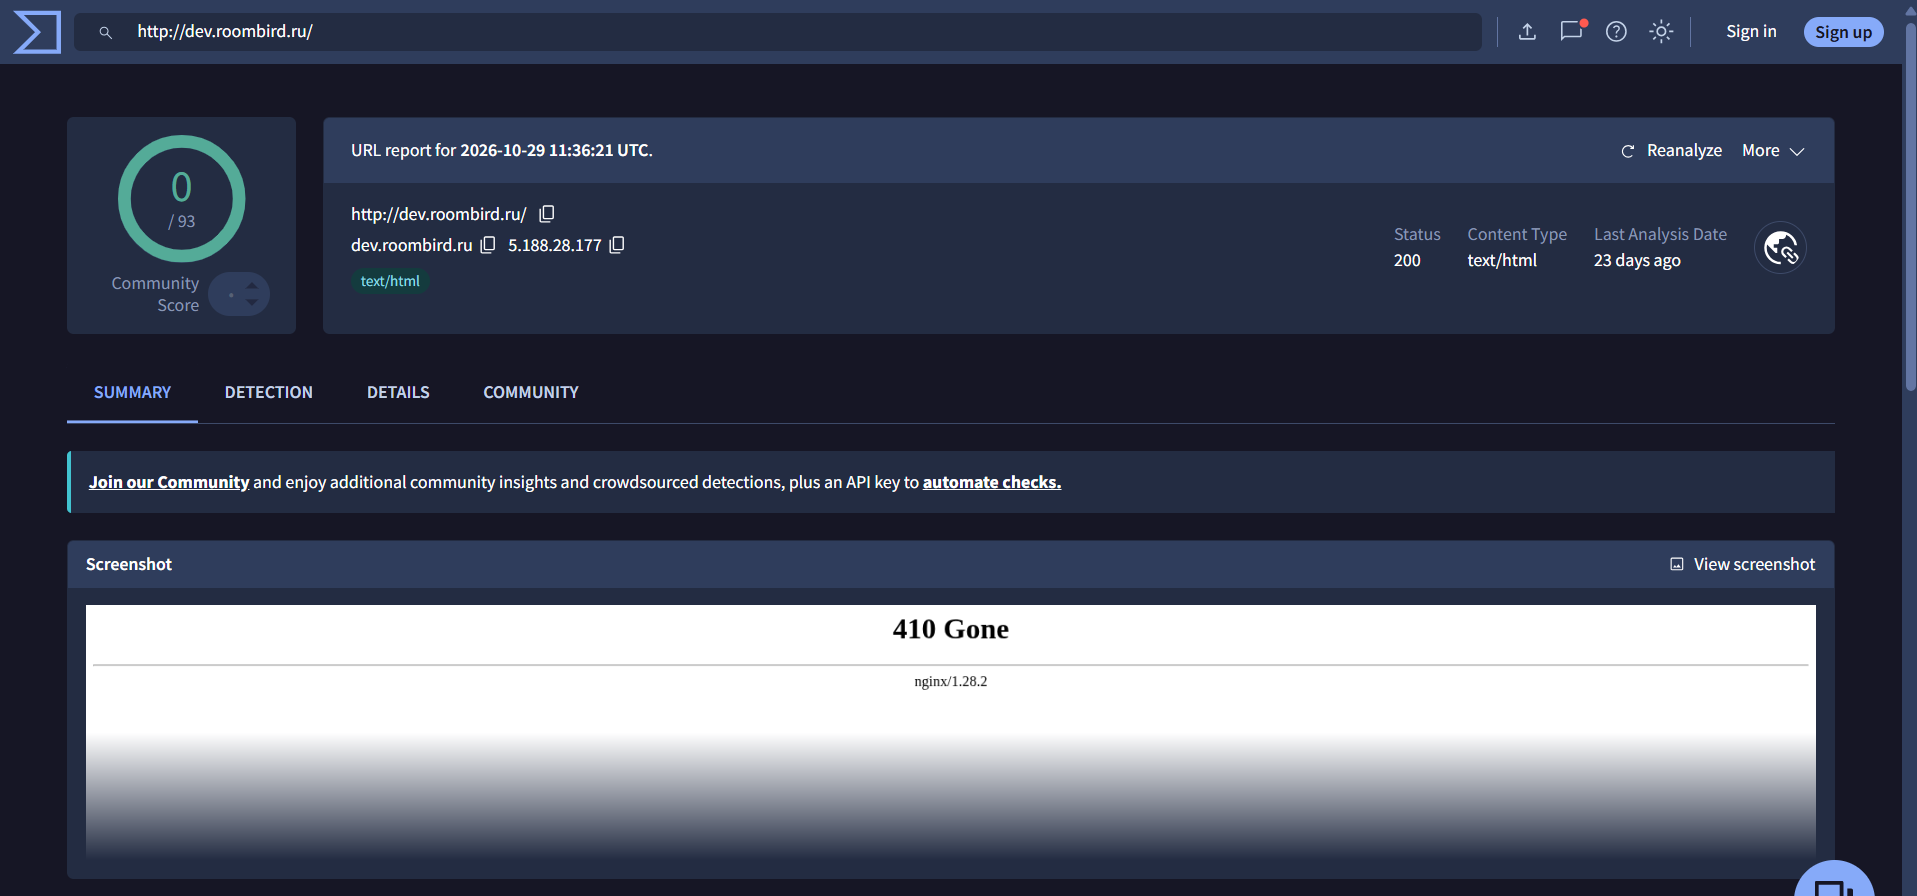 http://dev.roombird.ru/
Sign in
Sign up
0
/ 93
Community
Score
URL report for 2026-10-29 11:36:21 UTC.
Reanalyze
More
http://dev.roombird.ru/
dev.roombird.ru 5.188.28.177
text/html
Status
200
Content Type
text/html
Last Analysis Date
23 days ago
SUMMARY
DETECTION
DETAILS
COMMUNITY
Join our Community and enjoy additional community insights and crowdsourced detections, plus an API key to automate checks.
Screenshot
View screenshot
410 Gone
nginx/1.28.2